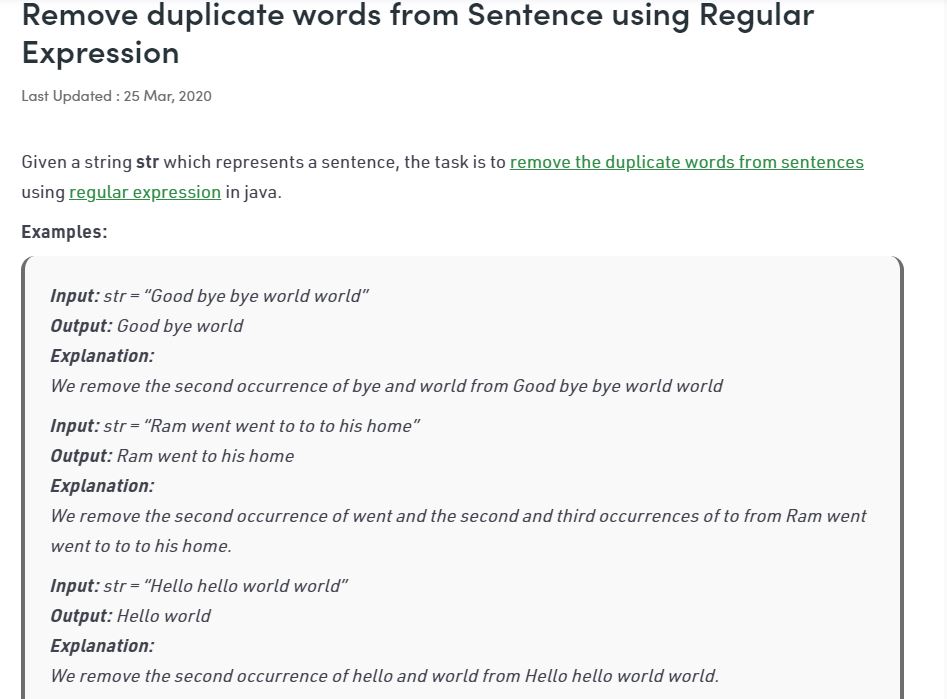 Remove duplicate words from Sentence using Regular
Expression
Last Updated : 25 Mar, 2020
Given a string str which represents a sentence, the task is to remove the duplicate words from sentences
using regular expression in java.
Examples:
Input: str = “Good bye bye world world”
Output: Good bye world
Explanation:
We remove the second occurrence of bye and world from Good bye bye world world
Input: str = “Ram went went to to to his home”
Output: Ram went to his home
Explanation:
We remove the second occurrence of went and the second and third occurrences of to from Ram went
went to to to his home.
Input: str = “Hello hello world world”
Output: Hello world
Explanation:
We remove the second occurrence of hello and world from Hello hello world world.